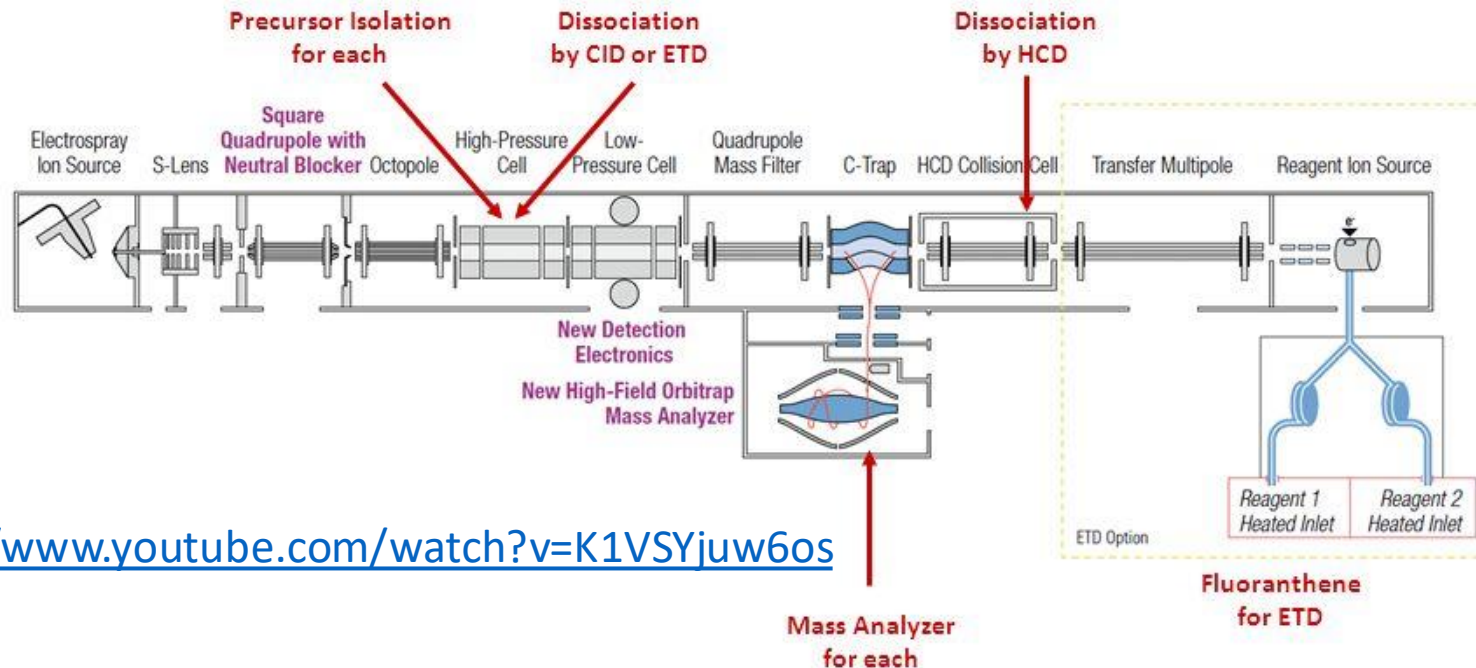 Precursor Isolation
for each
Dissociation
by CID or ETD
Dissociation
by HCD
Electrospray
Ion Source
S-Lens
Square
Quadrupole with
Neutral Blocker
Octopole
High-Pressure
Cell
Low-
Pressure Cell
Quadrupole
Mass Filter
C-Trap
HCD Collision Cell
Transfer Multipole
Reagent Ion Source
e-
New Detection
Electronics
New High-Field Orbitrap
Mass Analyzer
Reagent 1
Heated Inlet
Reagent 2
Heated Inlet
ETD Option
/www.youtube.com/watch?v=K1VSYjuw6os
Fluoranthene
for ETD
Mass Analyzer
for each